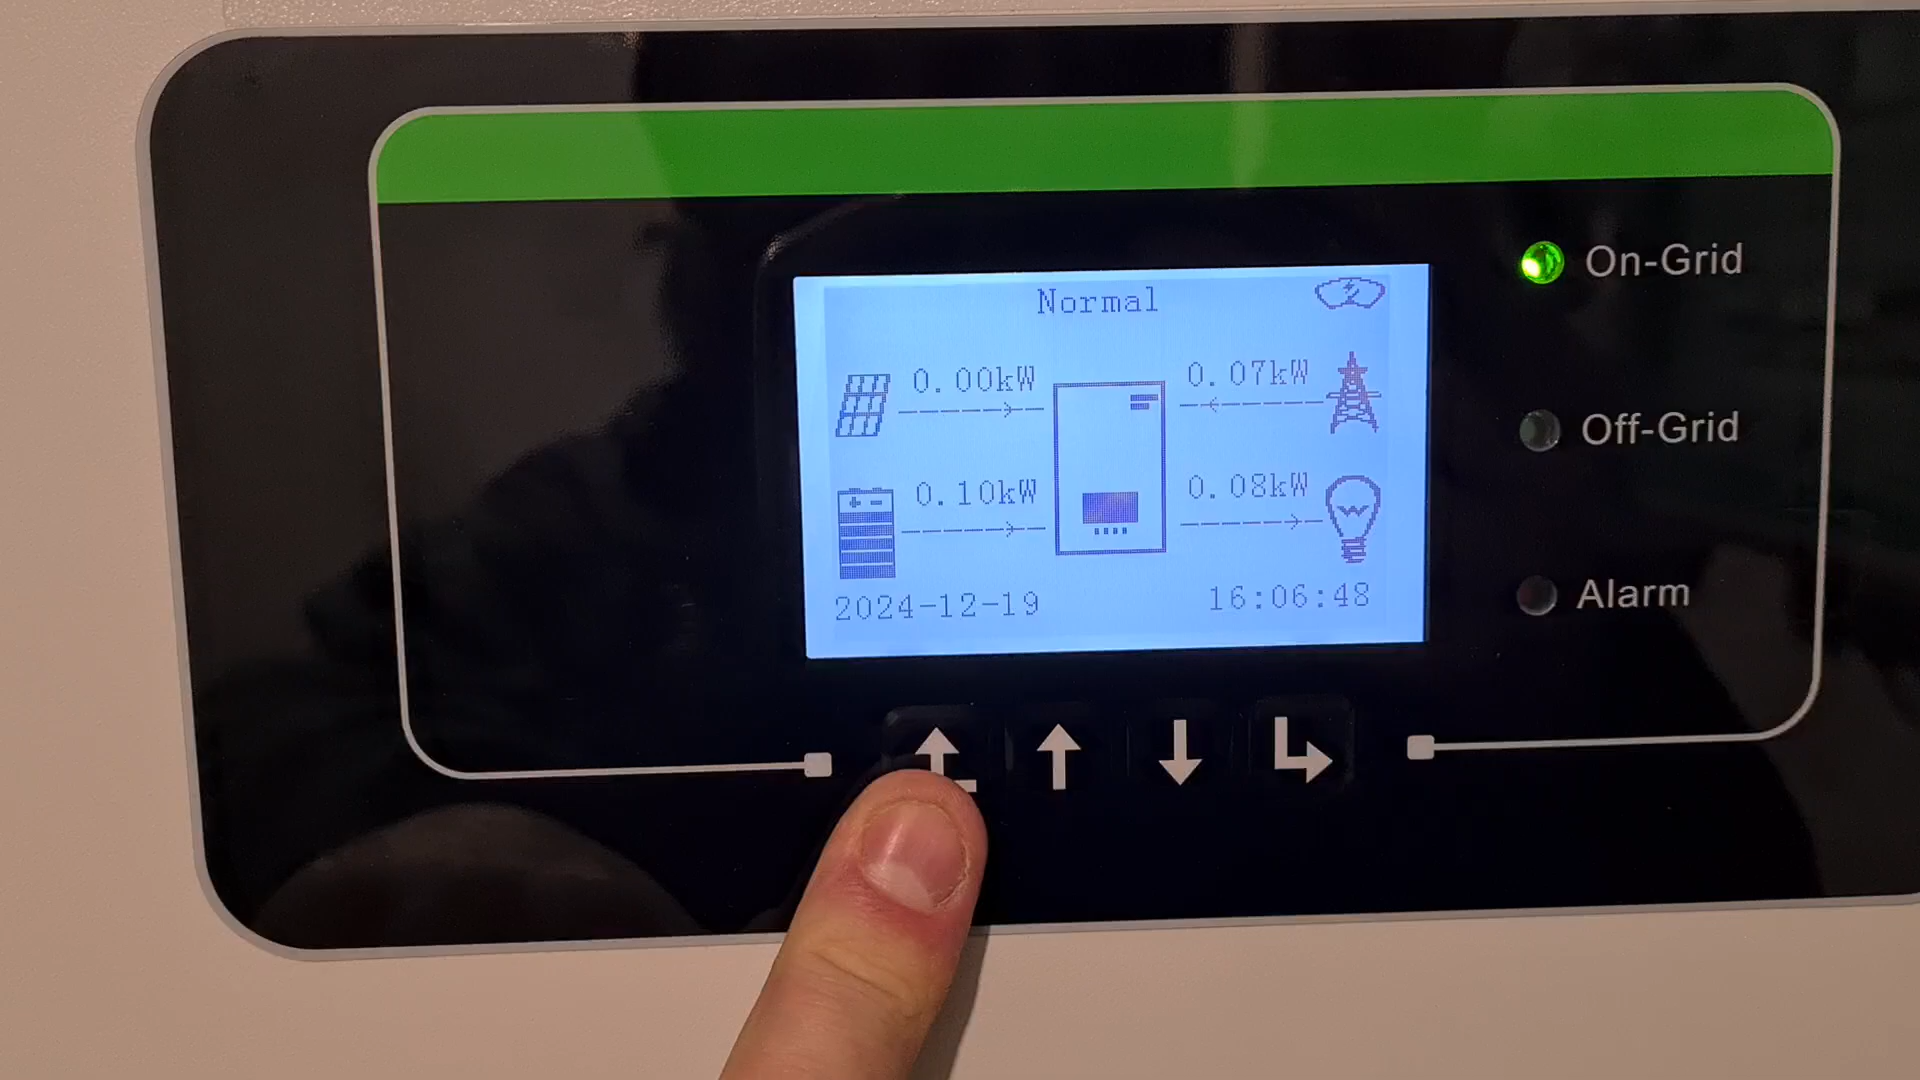 Normal
0.00kW
0.07kW
0.10kW
0.08kW
2024-12-19
16:06:48
On-Grid
Off-Grid
Alarm